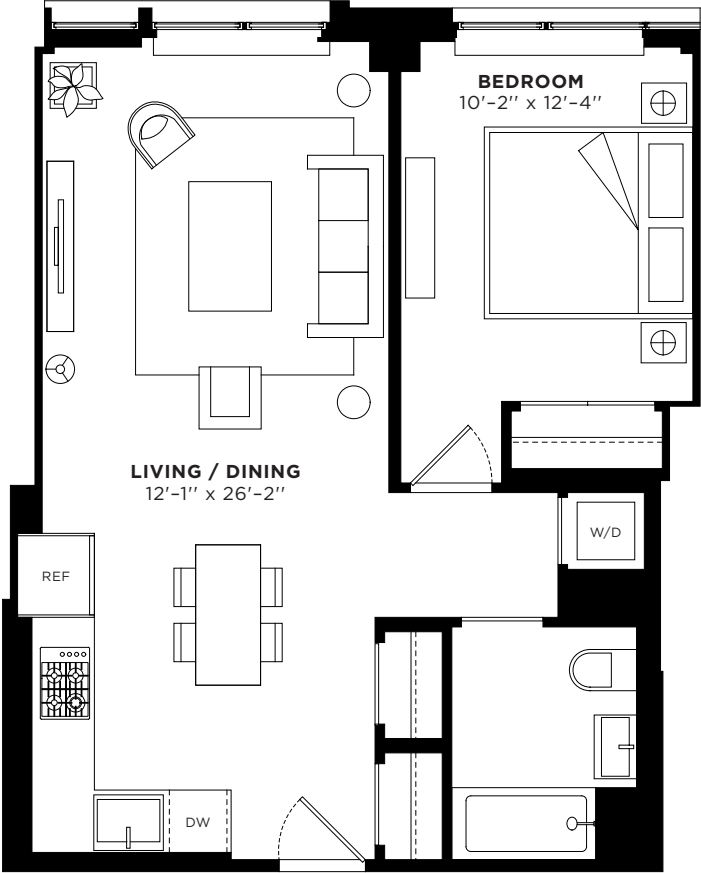 BEDROOM
10'-2'' x 12'-4''
LIVING / DINING
12'-1'' x 26'-2''
W/D
REF
DW